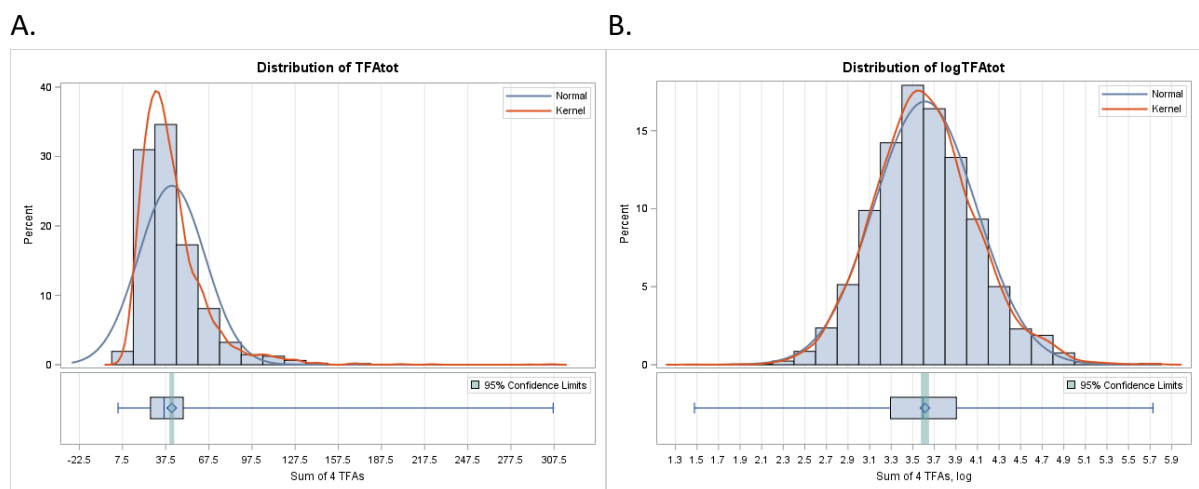 A.
Distribution of TFAtot
Normal
Kernel
40
30
20
10
0
Percent
95% Confidence Limits
-22.5 7.5 37.5 67.5 97.5 127.5 157.5 187.5 217.5 247.5 277.5 307.5
Sum of 4 TFAs
B.
Distribution of logTFAtot
Normal
Kernel
15
10
5
0
Percent
95% Confidence Limits
1.3 1.5 1.7 1.9 2.1 2.3 2.5 2.7 2.9 3.1 3.3 3.5 3.7 3.9 4.1 4.3 4.5 4.7 4.9 5.1 5.3 5.5 5.7 5.9
Sum of 4 TFAs, log